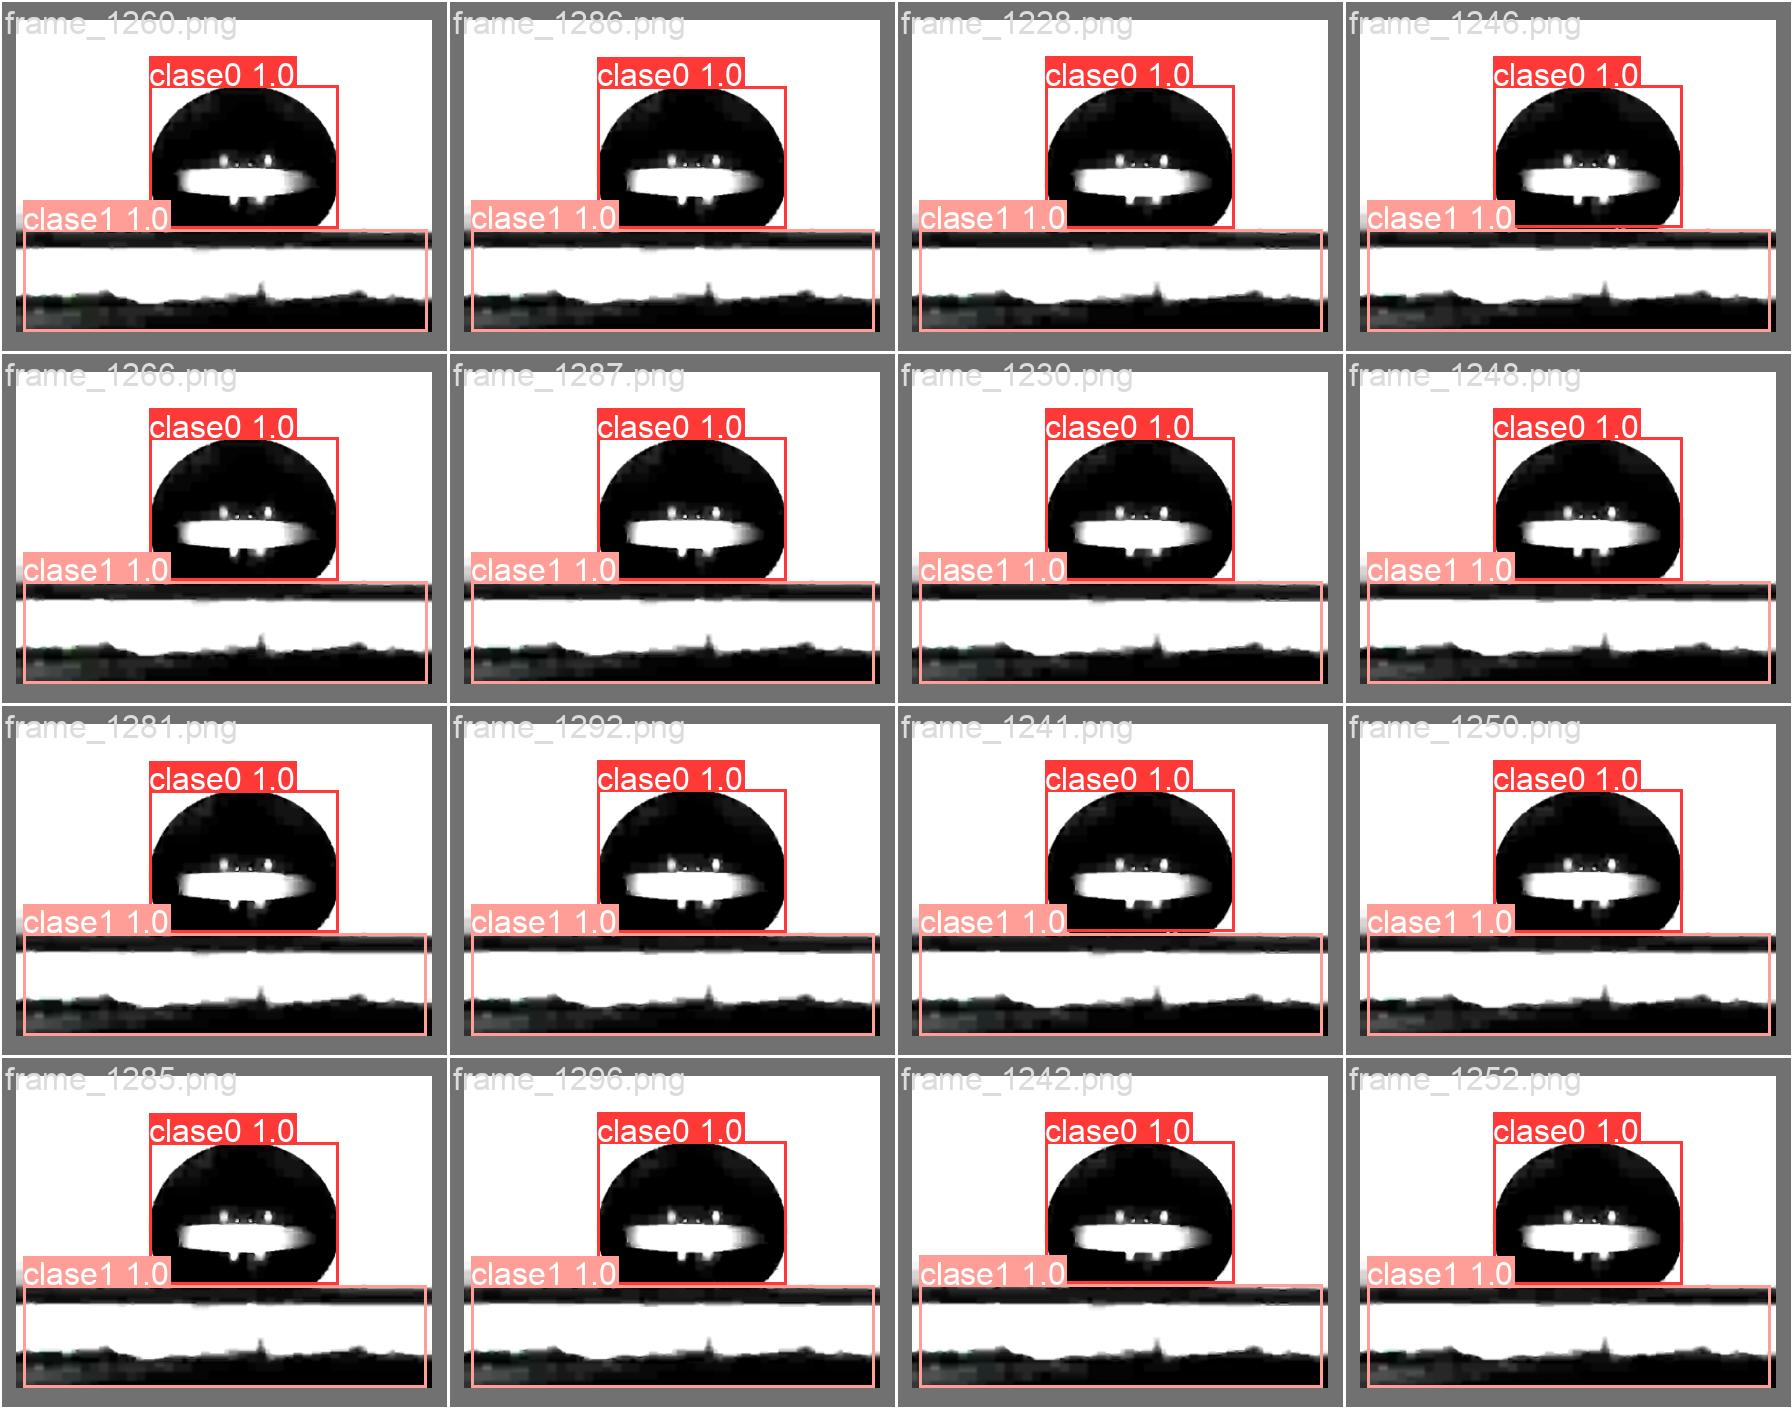 frame_1260.png frame_1286.png frame_1228.png frame_1246.png
clase0 1.0 clase0 1.0 clase0 1.0 clase0 1.0
clase1 1.0 clase1 1.0 clase1 1.0 clase1 1.0
frame_1266.png frame_1287.png frame_1230.png frame_1248.png
clase0 1.0 clase0 1.0 clase0 1.0 clase0 1.0
clase1 1.0 clase1 1.0 clase1 1.0 clase1 1.0
frame_1281.png frame_1292.png frame_1241.png frame_1250.png
clase0 1.0 clase0 1.0 clase0 1.0 clase0 1.0
clase1 1.0 clase1 1.0 clase1 1.0 clase1 1.0
frame_1285.png frame_1296.png frame_1242.png frame_1252.png
clase0 1.0 clase0 1.0 clase0 1.0 clase0 1.0
clase1 1.0 clase1 1.0 clase1 1.0 clase1 1.0